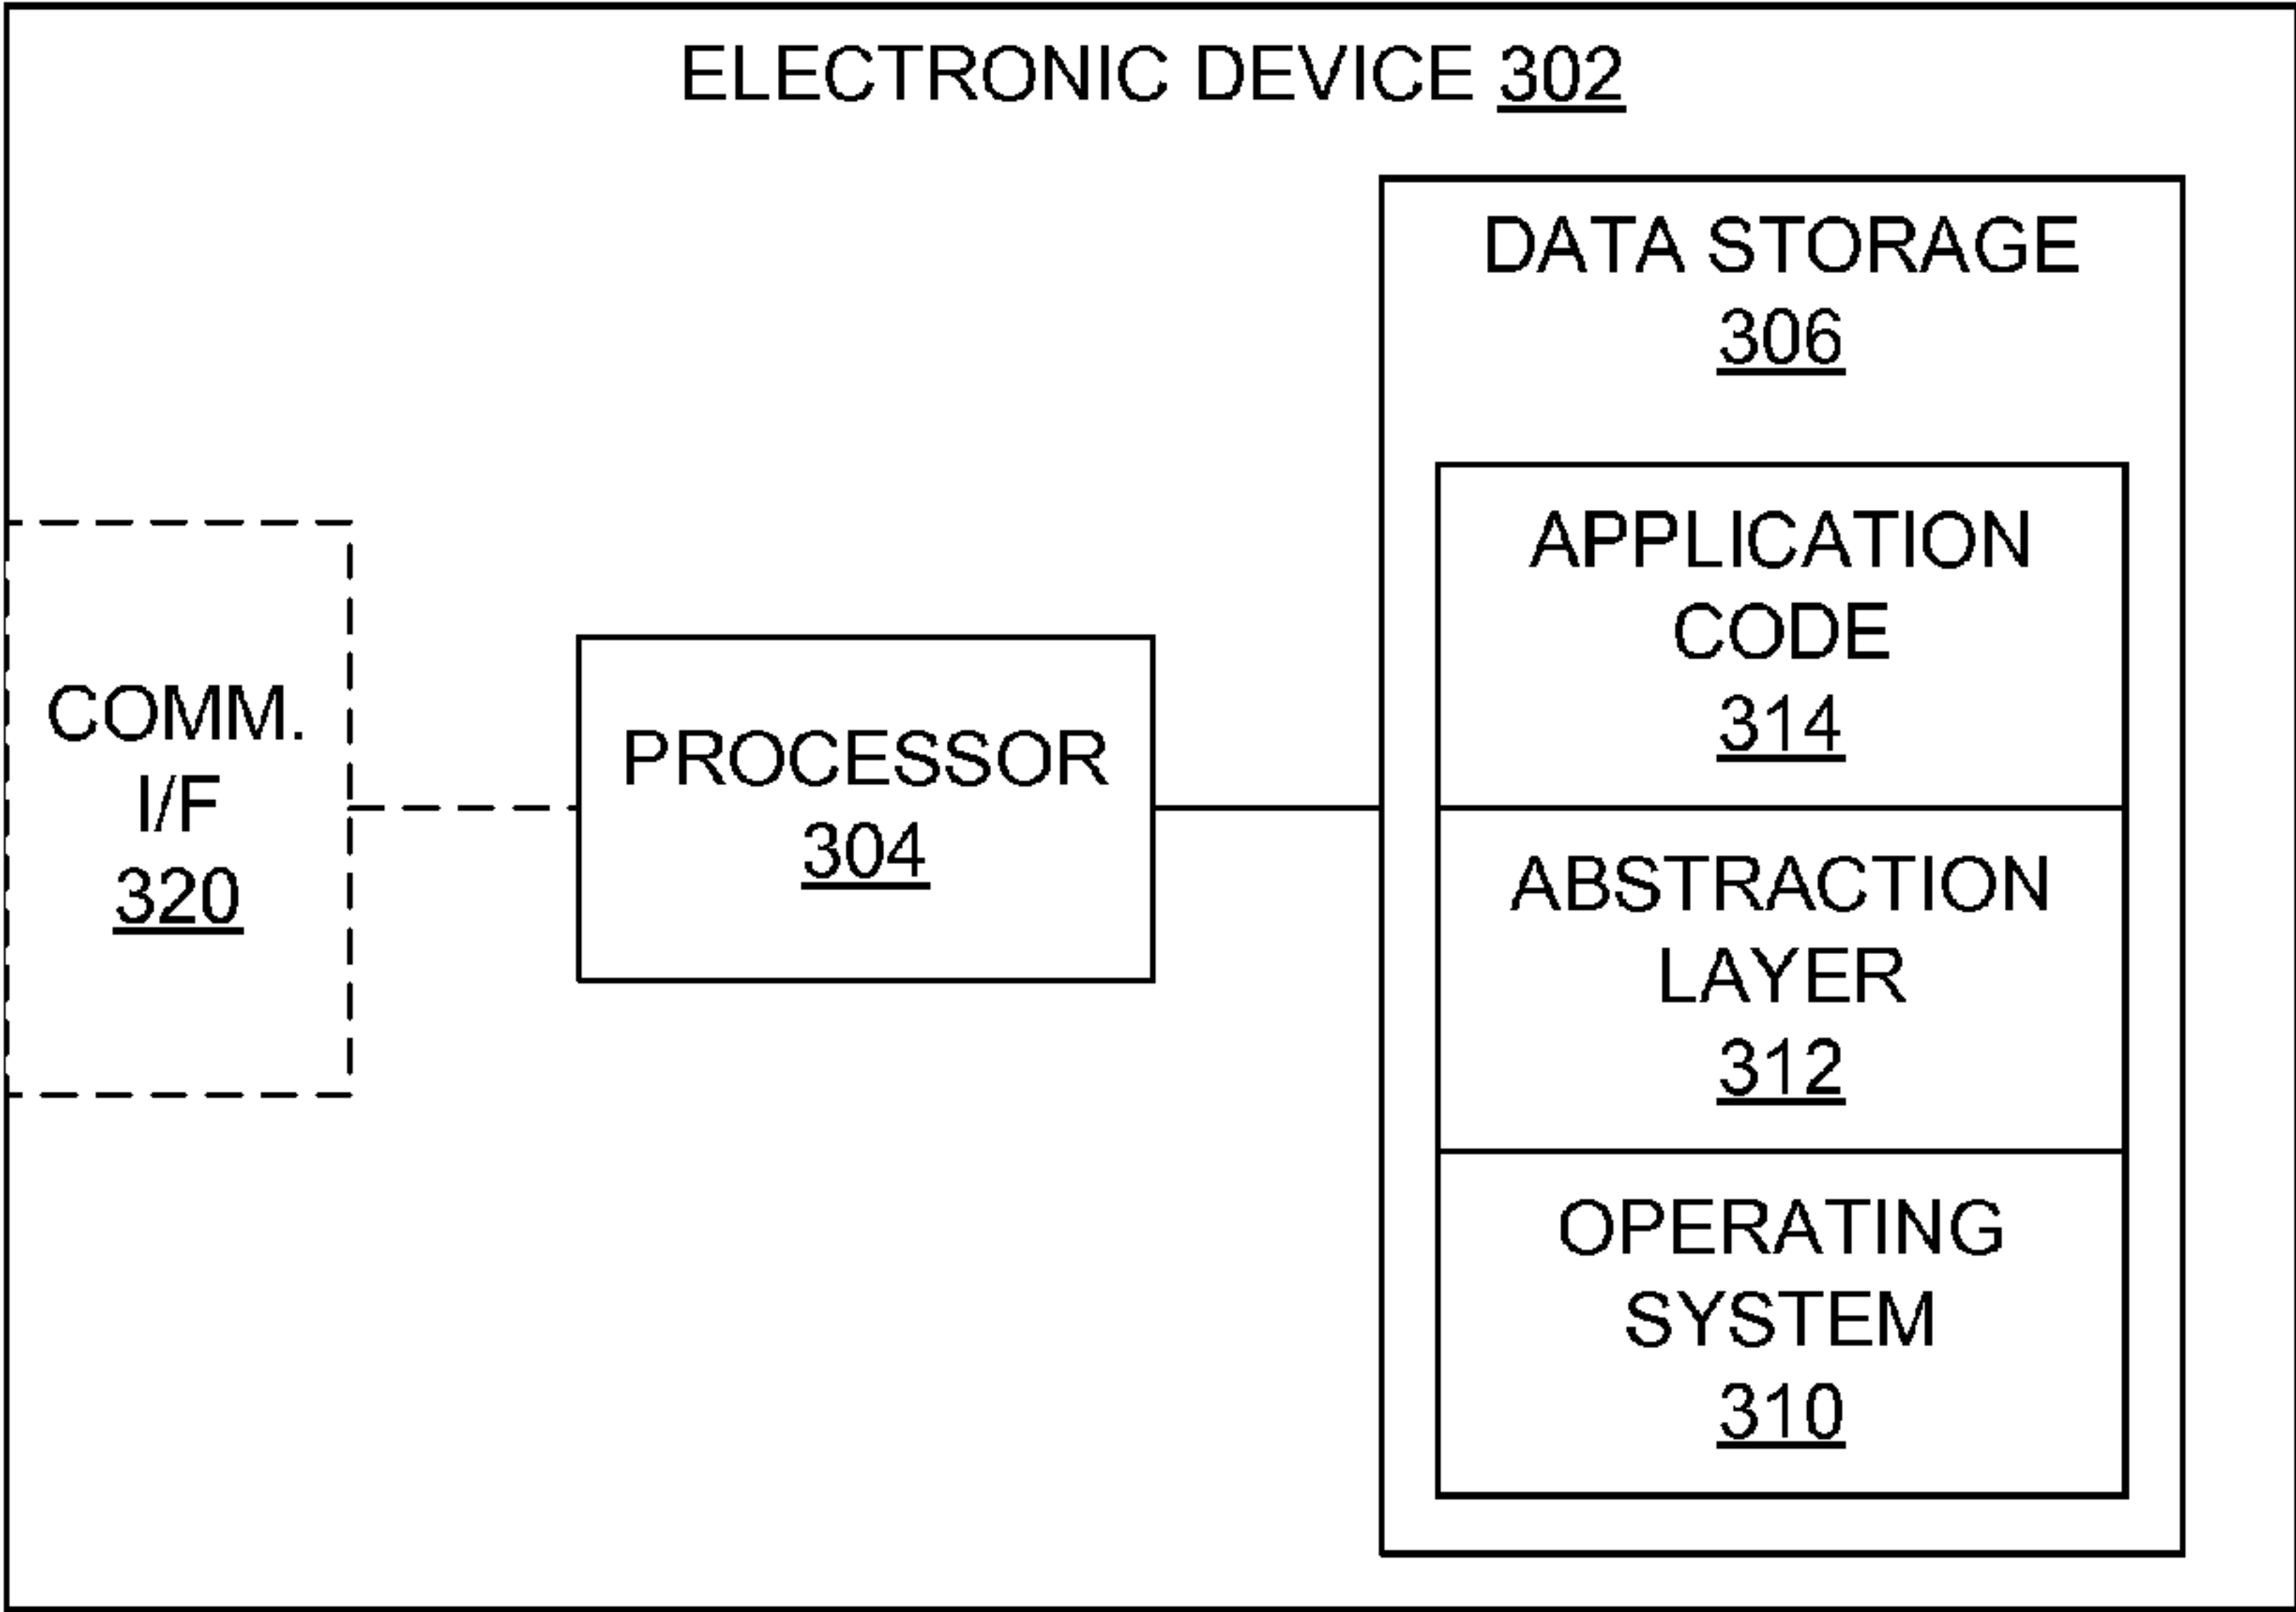 ELECTRONIC DEVICE 302
COMM.
I/F
320
PROCESSOR
304
DATA STORAGE
306
APPLICATION
CODE
314
ABSTRACTION
LAYER
312
OPERATING
SYSTEM
310